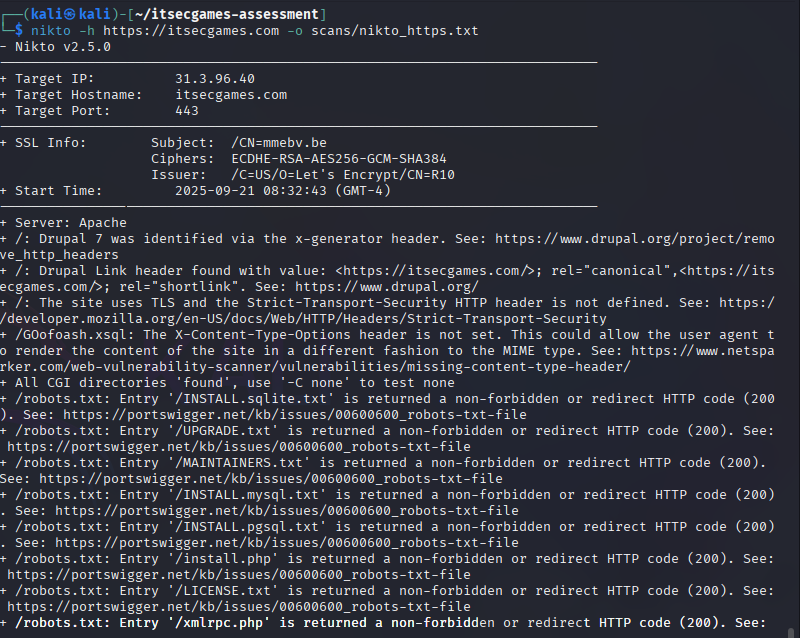 ┌──(kali㉿kali)-[~/itsecgames-assessment]
└─$ nikto -h https://itsecgames.com -o scans/nikto_https.txt
- Nikto v2.5.0
+ Target IP:          31.3.96.40
+ Target Hostname:    itsecgames.com
+ Target Port:        443
+ SSL Info:        Subject:  /CN=mmebv.be
                   Ciphers:  ECDHE-RSA-AES256-GCM-SHA384
                   Issuer:   /C=US/O=Let's Encrypt/CN=R10
+ Start Time:         2025-09-21 08:32:43 (GMT-4)
+ Server: Apache
+ /: Drupal 7 was identified via the x-generator header. See: https://www.drupal.org/project/remo
ve_http_headers
+ /: Drupal Link header found with value: <https://itsecgames.com/>; rel="canonical",<https://its
ecgames.com/>; rel="shortlink". See: https://www.drupal.org/
+ /: The site uses TLS and the Strict-Transport-Security HTTP header is not defined. See: https:/
/developer.mozilla.org/en-US/docs/Web/HTTP/Headers/Strict-Transport-Security
+ /GOofoash.xsql: The X-Content-Type-Options header is not set. This could allow the user agent t
o render the content of the site in a different fashion to the MIME type. See: https://www.netspa
rker.com/web-vulnerability-scanner/vulnerabilities/missing-content-type-header/
+ All CGI directories 'found', use '-C none' to test none
+ /robots.txt: Entry '/INSTALL.sqlite.txt' is returned a non-forbidden or redirect HTTP code (200
). See: https://portswigger.net/kb/issues/00600600_robots-txt-file
+ /robots.txt: Entry '/UPGRADE.txt' is returned a non-forbidden or redirect HTTP code (200). See:
 https://portswigger.net/kb/issues/00600600_robots-txt-file
+ /robots.txt: Entry '/MAINTAINERS.txt' is returned a non-forbidden or redirect HTTP code (200).
See: https://portswigger.net/kb/issues/00600600_robots-txt-file
+ /robots.txt: Entry '/INSTALL.mysql.txt' is returned a non-forbidden or redirect HTTP code (200)
. See: https://portswigger.net/kb/issues/00600600_robots-txt-file
+ /robots.txt: Entry '/INSTALL.pgsql.txt' is returned a non-forbidden or redirect HTTP code (200)
. See: https://portswigger.net/kb/issues/00600600_robots-txt-file
+ /robots.txt: Entry '/install.php' is returned a non-forbidden or redirect HTTP code (200). See:
 https://portswigger.net/kb/issues/00600600_robots-txt-file
+ /robots.txt: Entry '/LICENSE.txt' is returned a non-forbidden or redirect HTTP code (200). See:
 https://portswigger.net/kb/issues/00600600_robots-txt-file
+ /robots.txt: Entry '/xmlrpc.php' is returned a non-forbidden or redirect HTTP code (200). See: